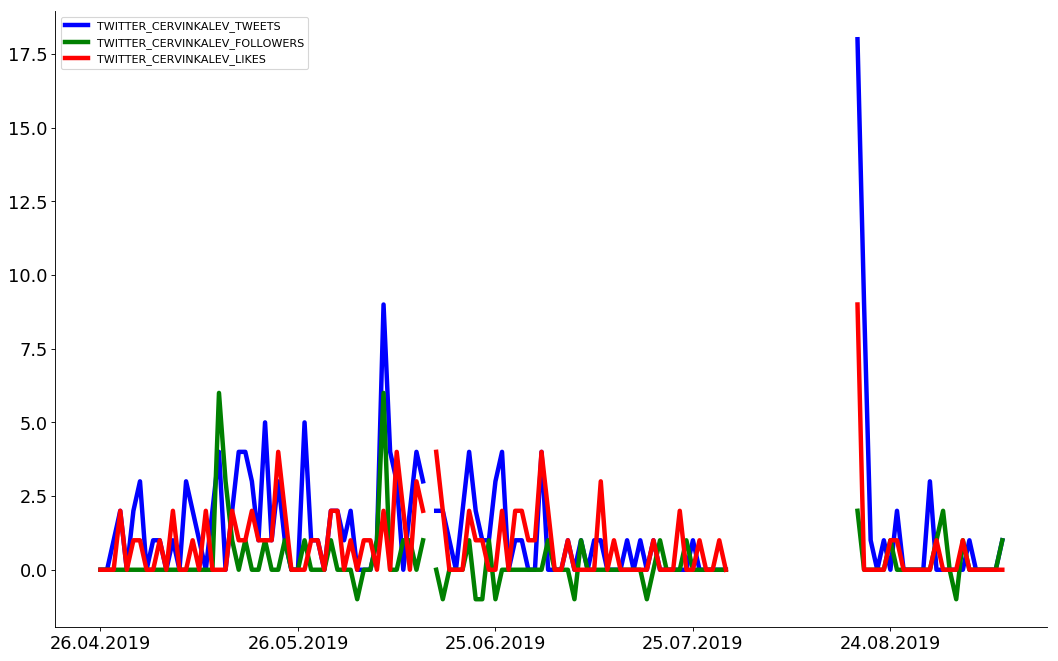 TWITTER_CERVINKALEV_TWEETS
TWITTER_CERVINKALEV_FOLLOWERS
TWITTER_CERVINKALEV_LIKES
17.5
15.0
12.5
10.0
7.5
5.0
2.5
0.0
26.04.2019 26.05.2019 25.06.2019 25.07.2019 24.08.2019